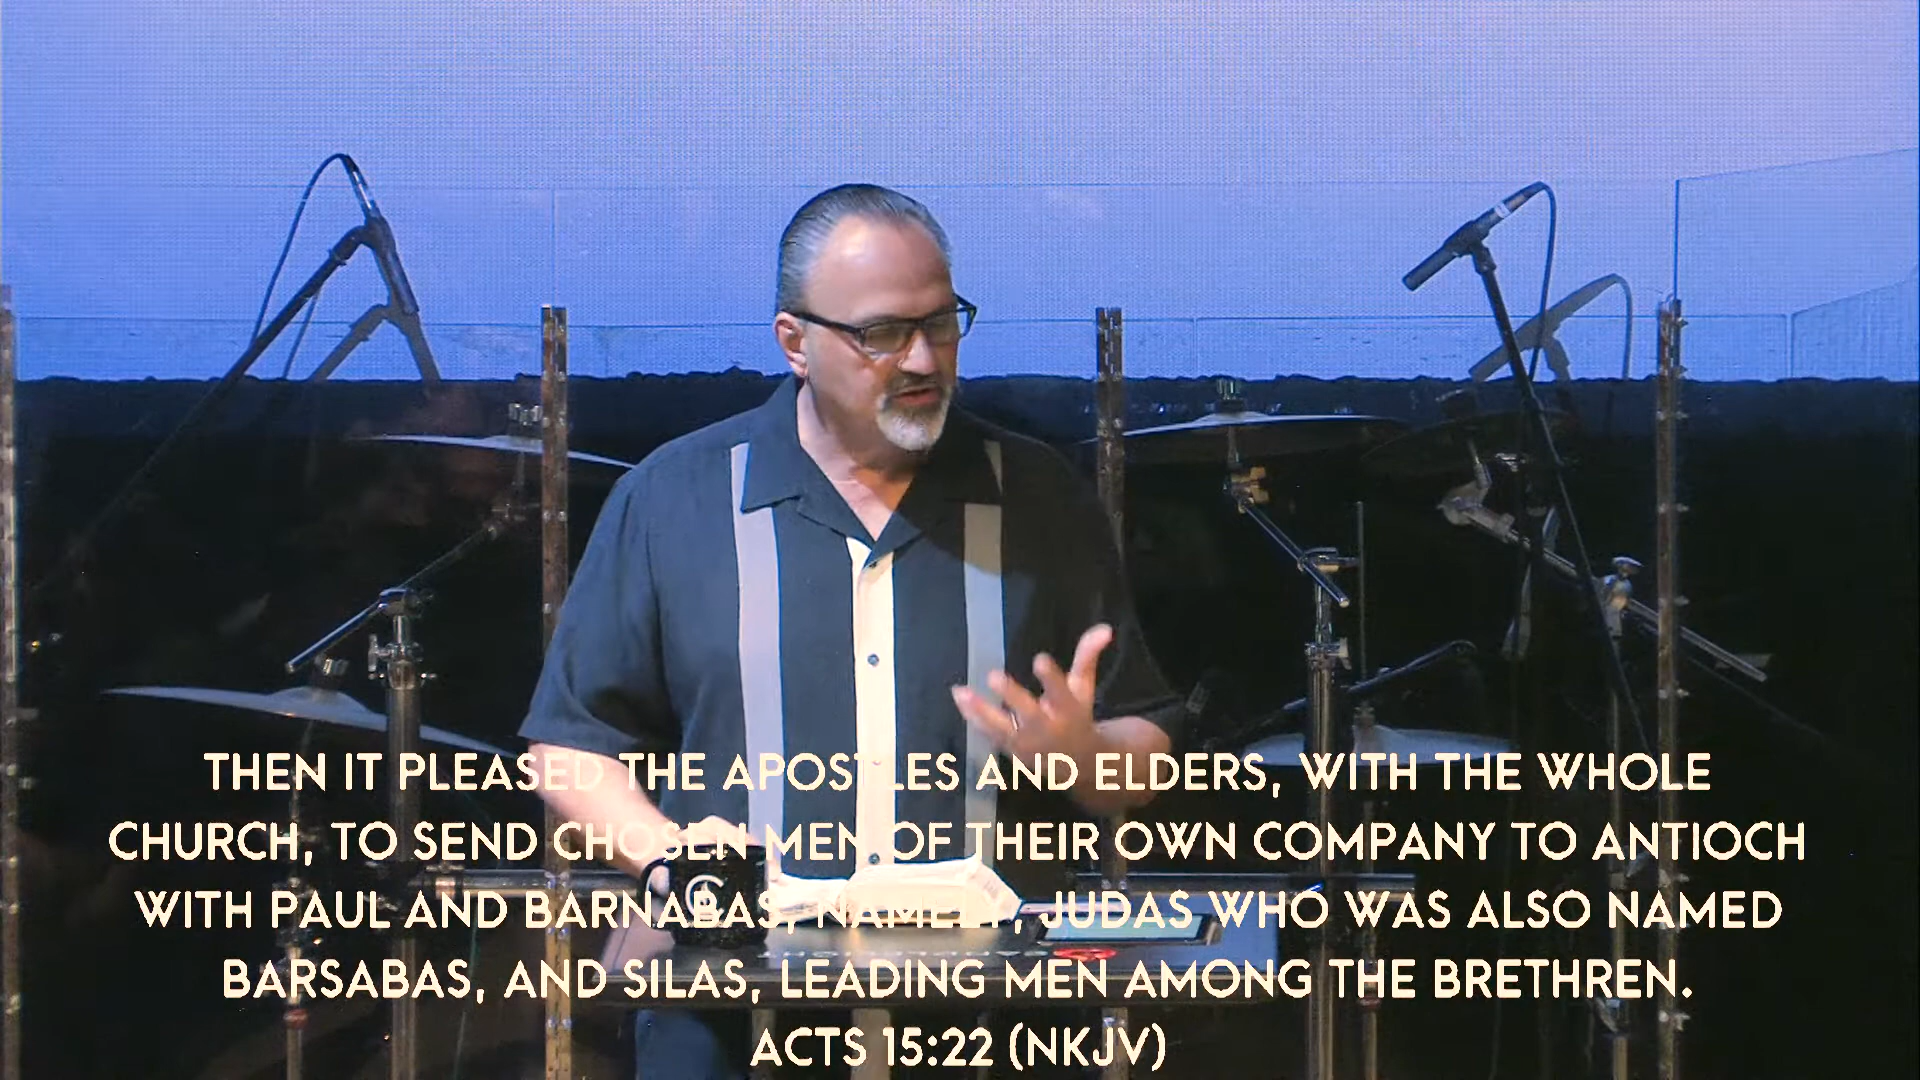 THEN IT PLEASED THE APOSTLES AND ELDERS, WITH THE WHOLE
CHURCH, TO SEND CHOSEN MEN OF THEIR OWN COMPANY TO ANTIOCH
WITH PAUL AND BARNABAS, NAMELY, JUDAS WHO WAS ALSO NAMED
BARSABAS, AND SILAS, LEADING MEN AMONG THE BRETHREN.
ACTS 15:22 (NKJV)